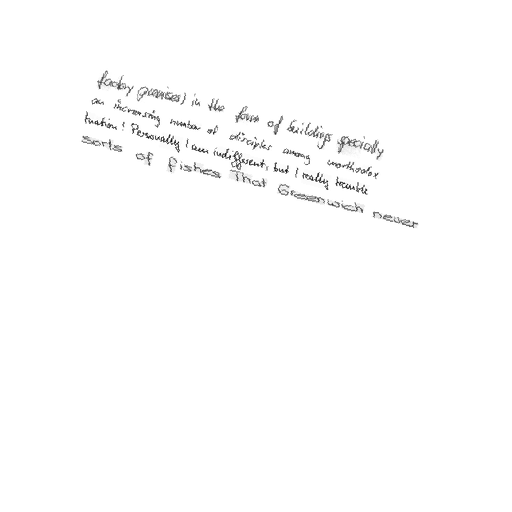 factory premises) in the form of buildings specially
an increasing number of disciples among unorthodox
tuation: Personally I am indifferent, but I really tremble
Sorts of Fishes That Greenwich never